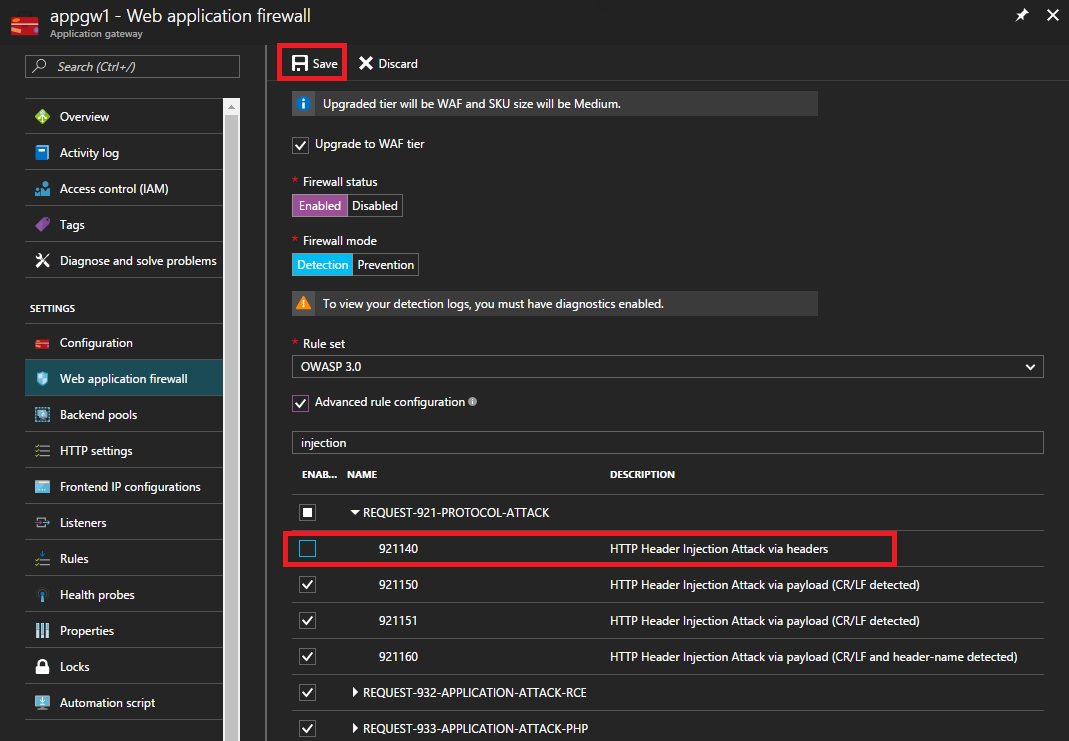 appgw1 - Web application firewall
Application gateway
Search (Ctrl+/)
Overview
Activity log
Access control (IAM)
Tags
Diagnose and solve problems
SETTINGS
Configuration
Web application firewall
Backend pools
HTTP settings
Frontend IP configurations
Listeners
Rules
Health probes
Properties
Locks
Automation script
Save Discard
Upgraded tier will be WAF and SKU size will be Medium.
Upgrade to WAF tier
* Firewall status
Enabled Disabled
* Firewall mode
Detection Prevention
To view your detection logs, you must have diagnostics enabled.
* Rule set
OWASP 3.0
Advanced rule configuration
injection
ENAB... NAME DESCRIPTION
REQUEST-921-PROTOCOL-ATTACK
921140 HTTP Header Injection Attack via headers
921150 HTTP Header Injection Attack via payload (CR/LF detected)
921151 HTTP Header Injection Attack via payload (CR/LF detected)
921160 HTTP Header Injection Attack via payload (CR/LF and header-name detected)
REQUEST-932-APPLICATION-ATTACK-RCE
REQUEST-933-APPLICATION-ATTACK-PHP